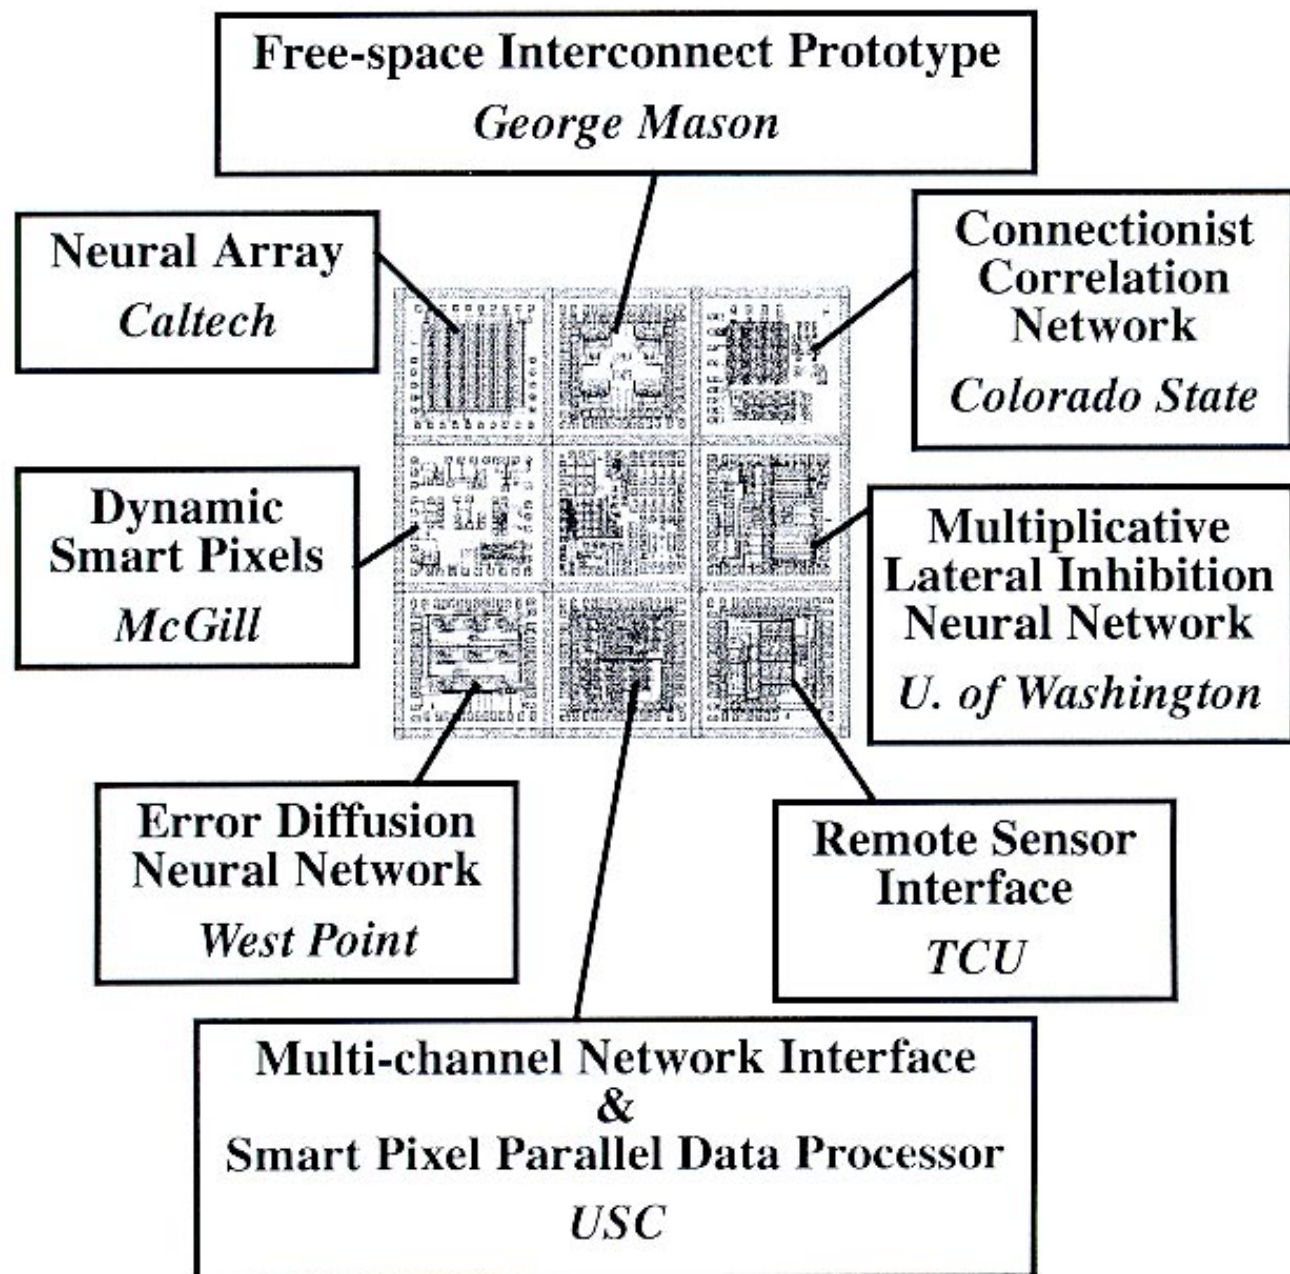 Free-space Interconnect Prototype
George Mason
Neural Array
Caltech
Connectionist
Correlation
Network
Colorado State
Dynamic
Smart Pixels
McGill
Multiplicative
Lateral Inhibition
Neural Network
U. of Washington
Error Diffusion
Neural Network
West Point
Remote Sensor
Interface
TCU
Multi-channel Network Interface
&
Smart Pixel Parallel Data Processor
USC